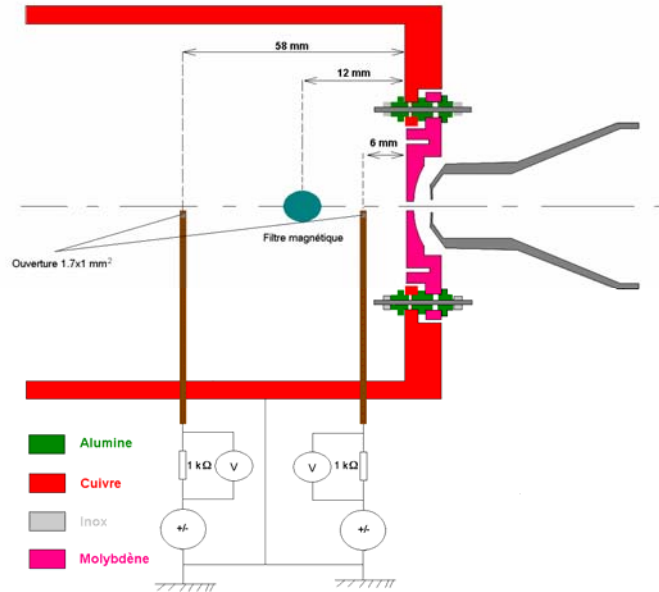 58 mm
12 mm
6 mm
Filtre magnétique
Ouverture 1.7x1 mm²
1 kΩ V V 1 kΩ
+/- +/-
Alumine
Cuivre
Inox
Molybdène